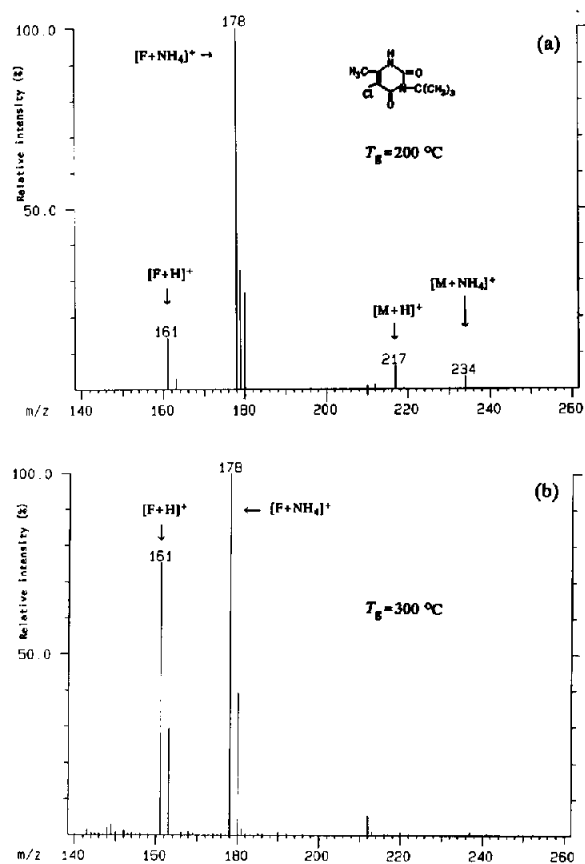 100.0
178
(a)
[F+NH4]⁺ →
H
N
H₃C
O
Cl
N-C(CH₃)₃
O
Tg=200 °C
Relative intensity (%)
50.0
[F+H]⁺
↓
161
[M+H]⁺
↓
217
[M+NH₄]⁺
↓
234
m/z 140 160 180 200 220 240 260
100.0
178
(b)
[F+H]⁺
↓
← [F+NH₄]⁺
161
Tg=300 °C
Relative intensity (%)
50.0
m/z 140 160 180 200 220 240 260